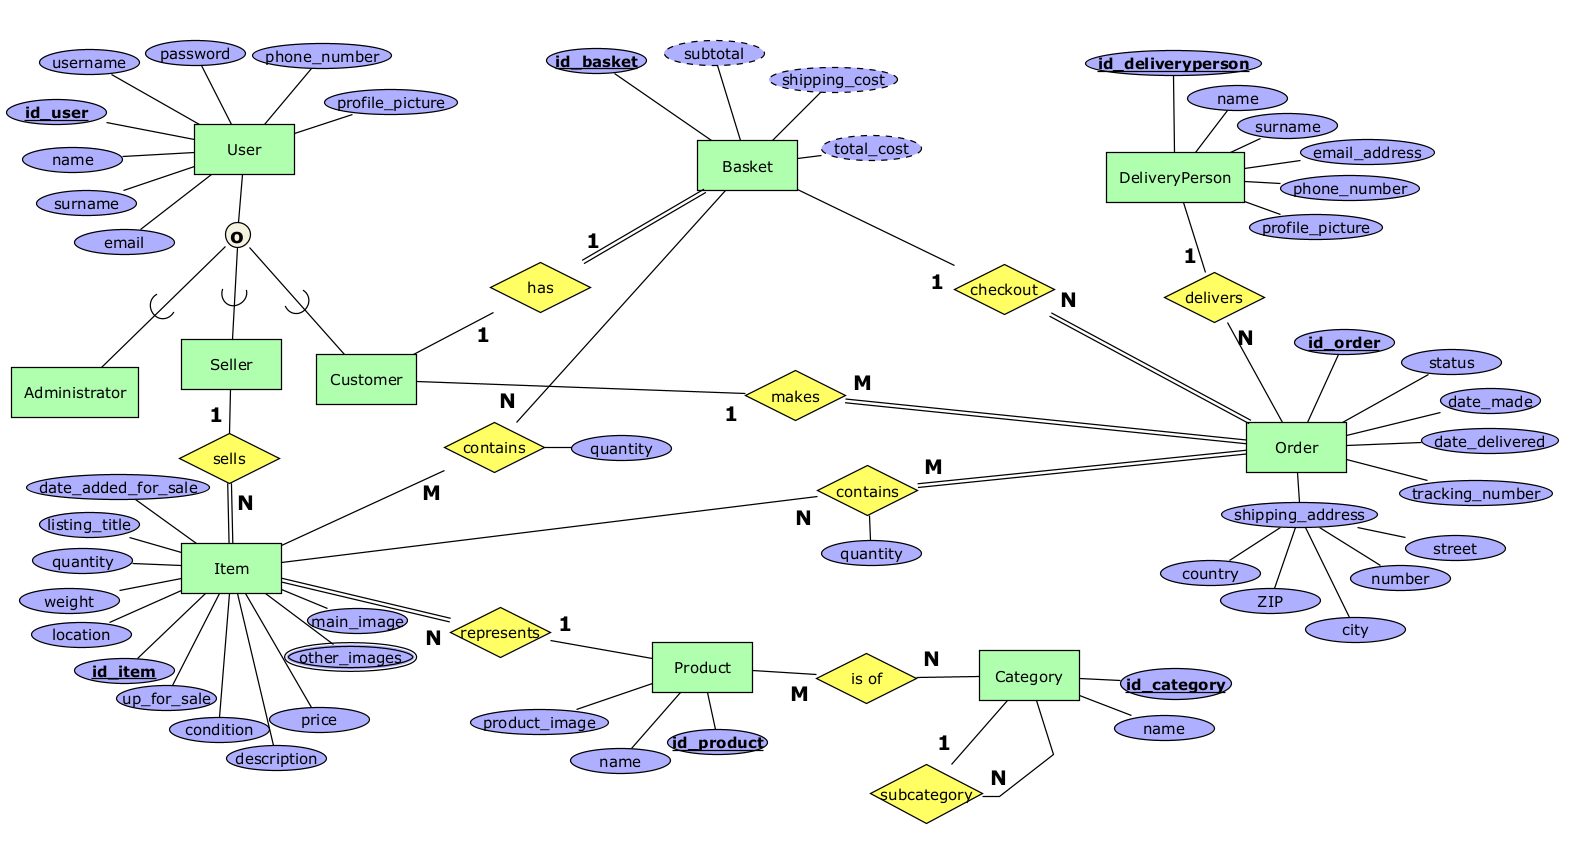 username
password
phone_number
id_user
profile_picture
User
name
surname
email
o
Administrator
Seller
Customer
id_basket
subtotal
shipping_cost
total_cost
Basket
id_deliveryperson
name
surname
email_address
phone_number
profile_picture
DeliveryPerson
1
has
1
1
checkout
N
1
delivers
N
id_order
status
date_made
date_delivered
tracking_number
Order
1
makes
M
N
contains
quantity
M
1
sells
N
M
contains
N
quantity
shipping_address
street
number
country
ZIP
city
date_added_for_sale
listing_title
quantity
weight
location
id_item
up_for_sale
condition
description
price
other_images
main_image
Item
N
represents
1
Product
product_image
name
id_product
M
is of
N
Category
id_category
name
1
subcategory
N